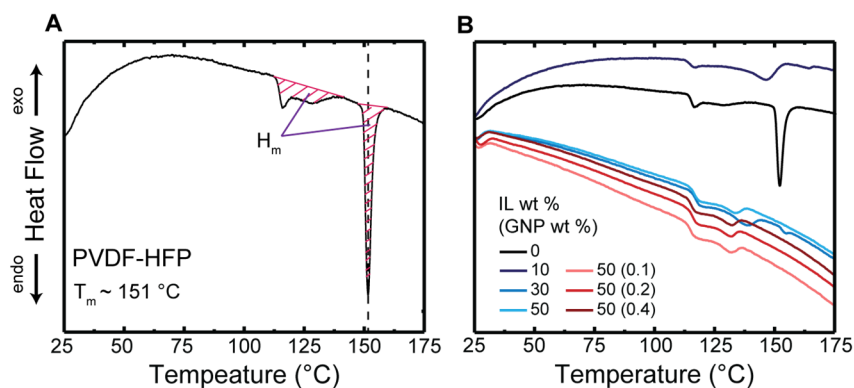 A
exo
Heat Flow
endo
H_m
PVDF-HFP
T_m ~ 151 °C
25 50 75 100 125 150 175
Tempeature (°C)
B
IL wt %
(GNP wt %)
0
10 50 (0.1)
30 50 (0.2)
50 50 (0.4)
25 50 75 100 125 150 175
Temperature (°C)